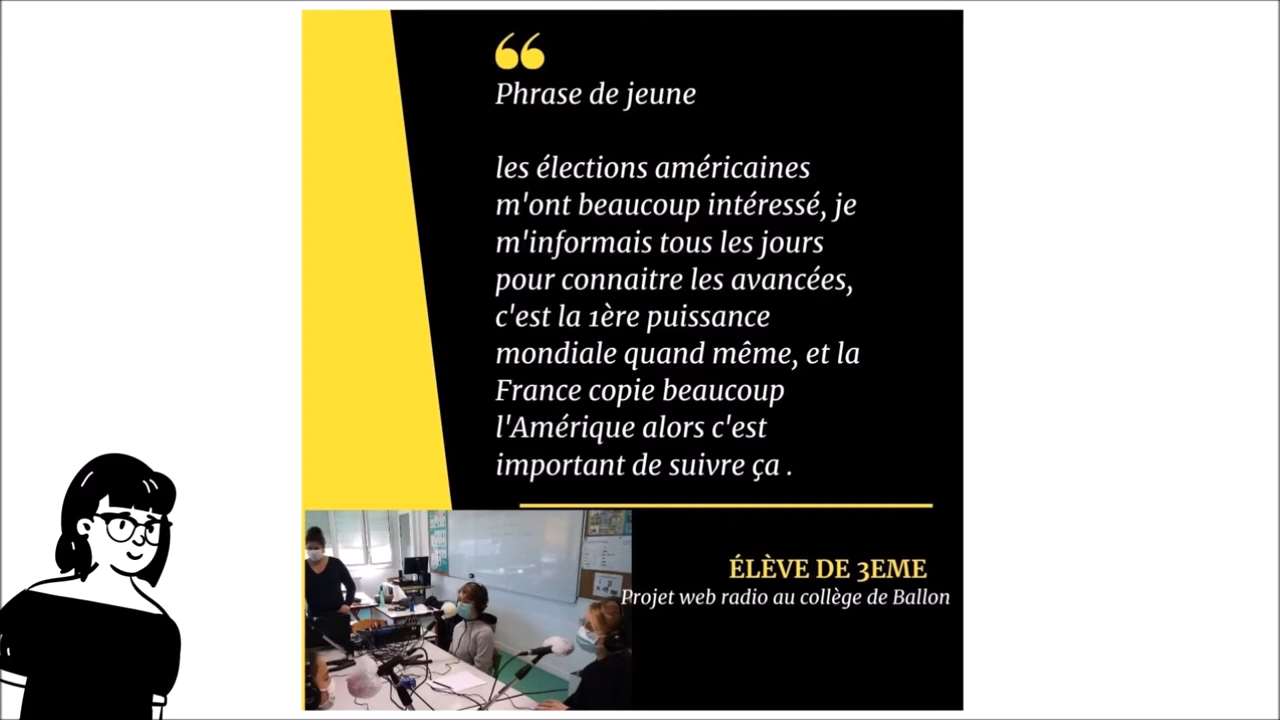 Phrase de jeune
les élections américaines
m'ont beaucoup intéressé, je
m'informais tous les jours
pour connaitre les avancées,
c'est la 1ère puissance
mondiale quand même, et la
France copie beaucoup
l'Amérique alors c'est
important de suivre ça .
ÉLÈVE DE 3EME
Projet web radio au collège de Ballon